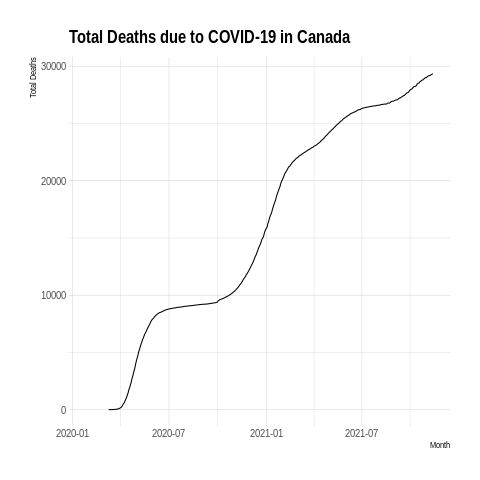 Total Deaths due to COVID-19 in Canada
Total Deaths
30000
20000
10000
0
2020-01 2020-07 2021-01 2021-07
Month